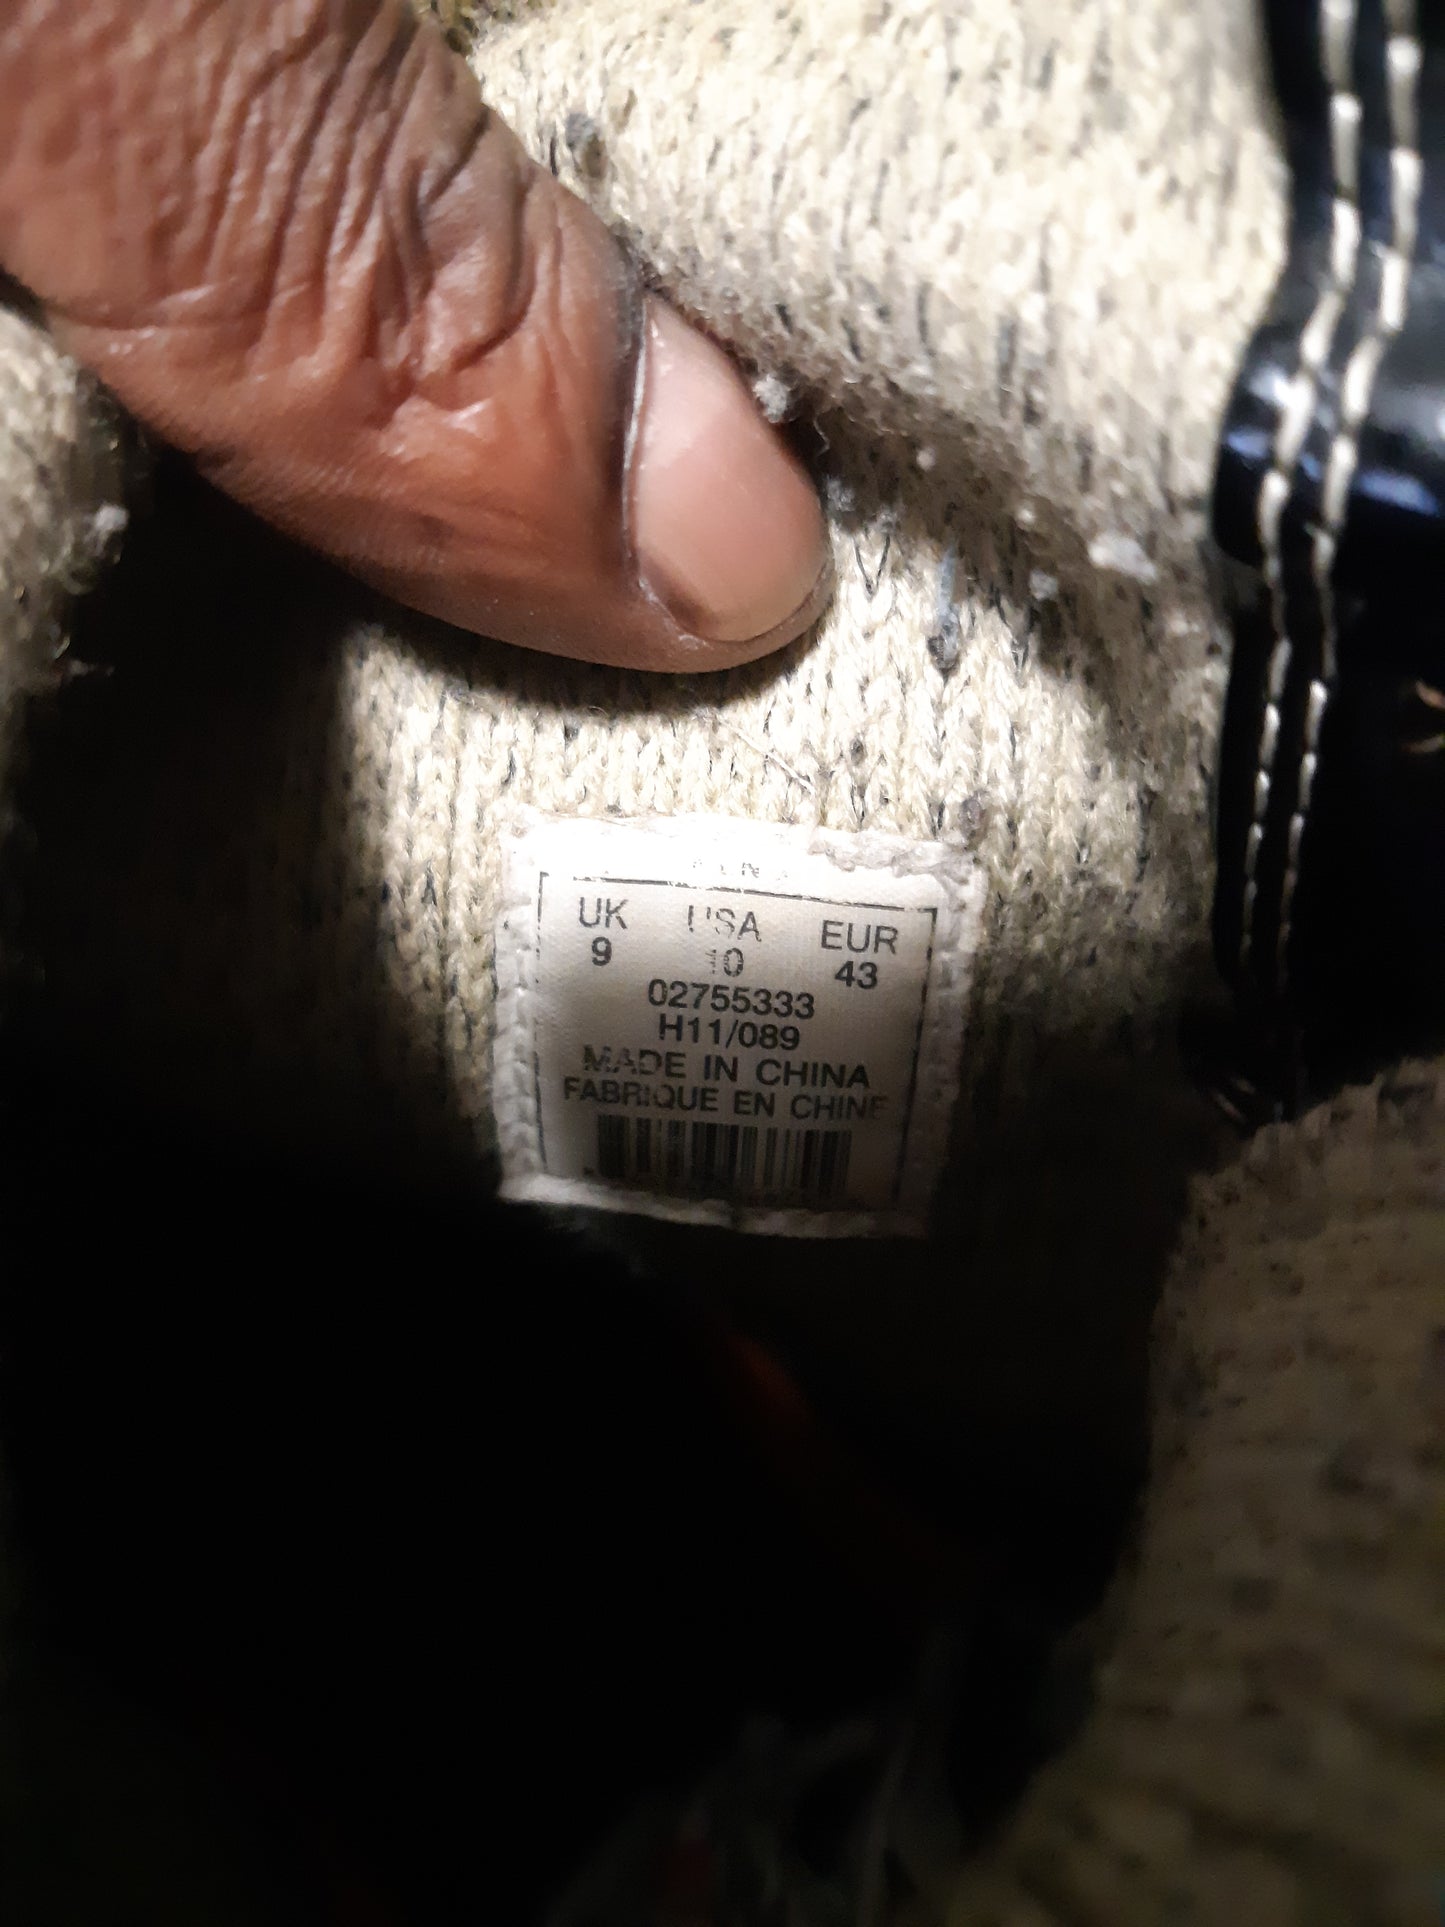 UK USA EUR
9 10 43
02755333
H11/089
MADE IN CHINA
FABRIQUE EN CHINE